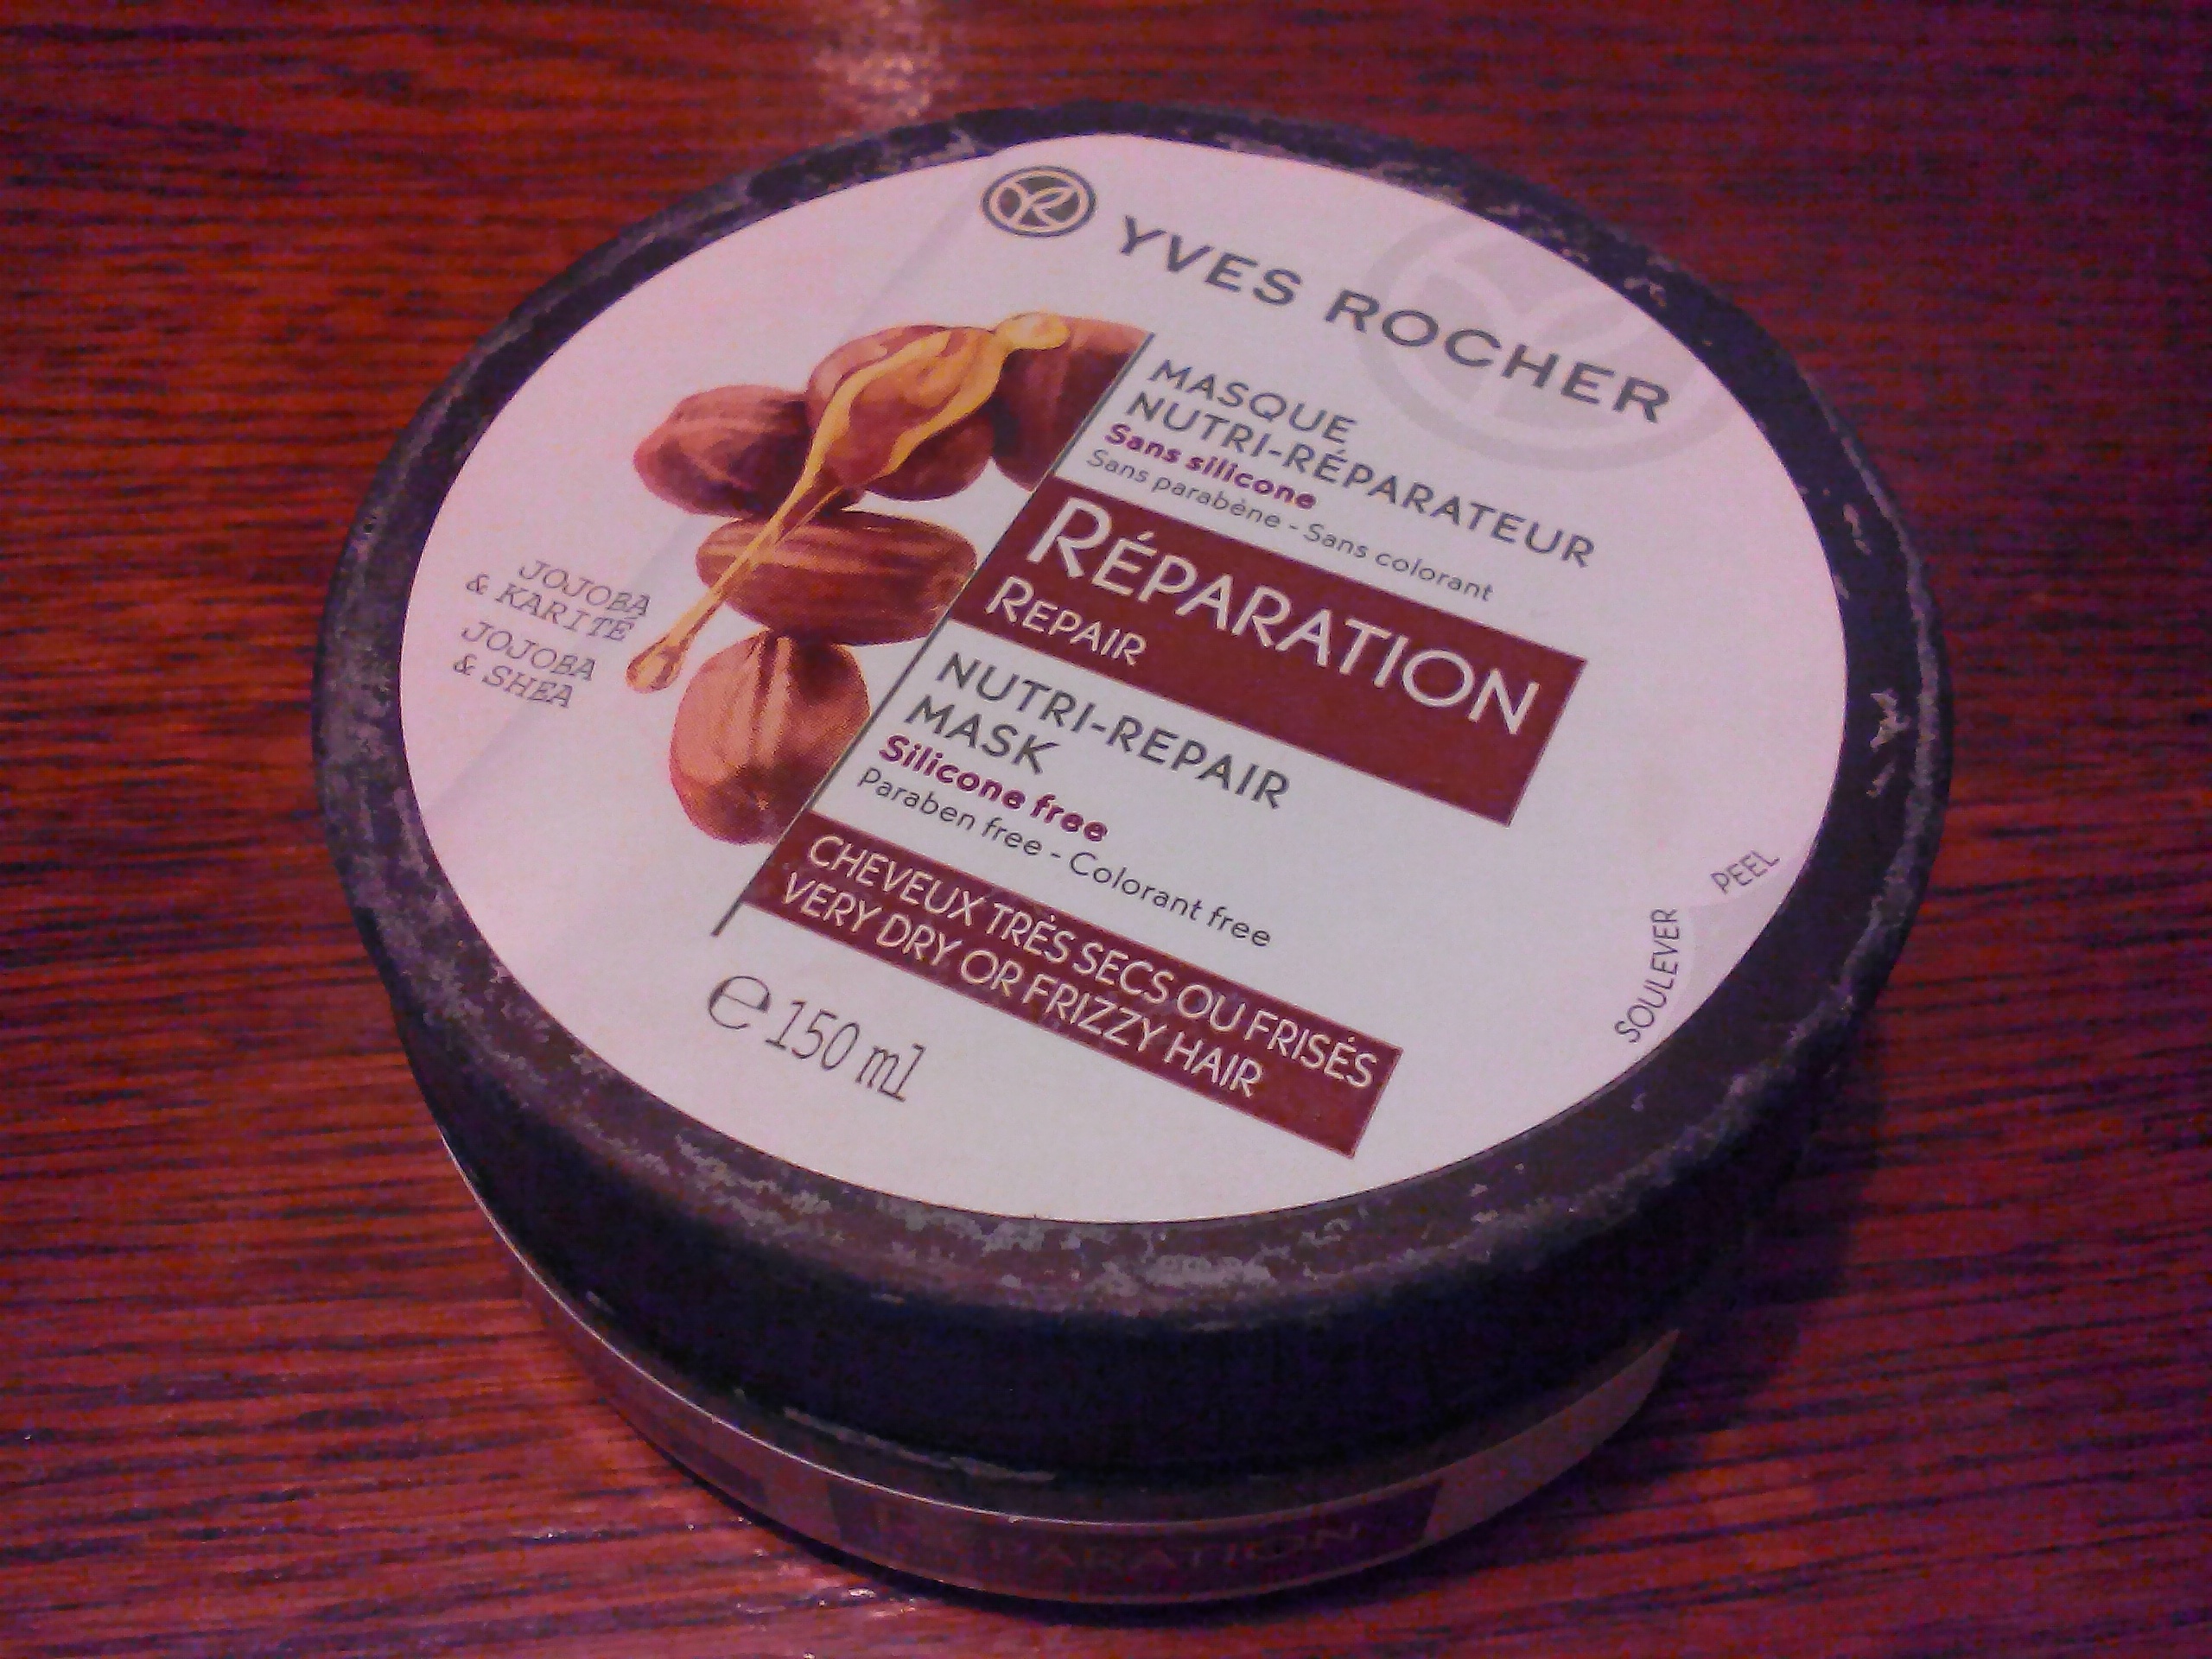 YVES ROCHER
MASQUE
NUTRI-RÉPARATEUR
Sans silicone
Sans parabène - Sans colorant
RÉPARATION
REPAIR
NUTRI-REPAIR
MASK
Silicone free
Paraben free - Colorant free
CHEVEUX TRÈS SECS OU FRISÉS
VERY DRY OR FRIZZY HAIR
e 150 ml
JOJOBA
& KARITÉ
JOJOBA
& SHEA
PEEL
SOULEVER
RÉPARATION